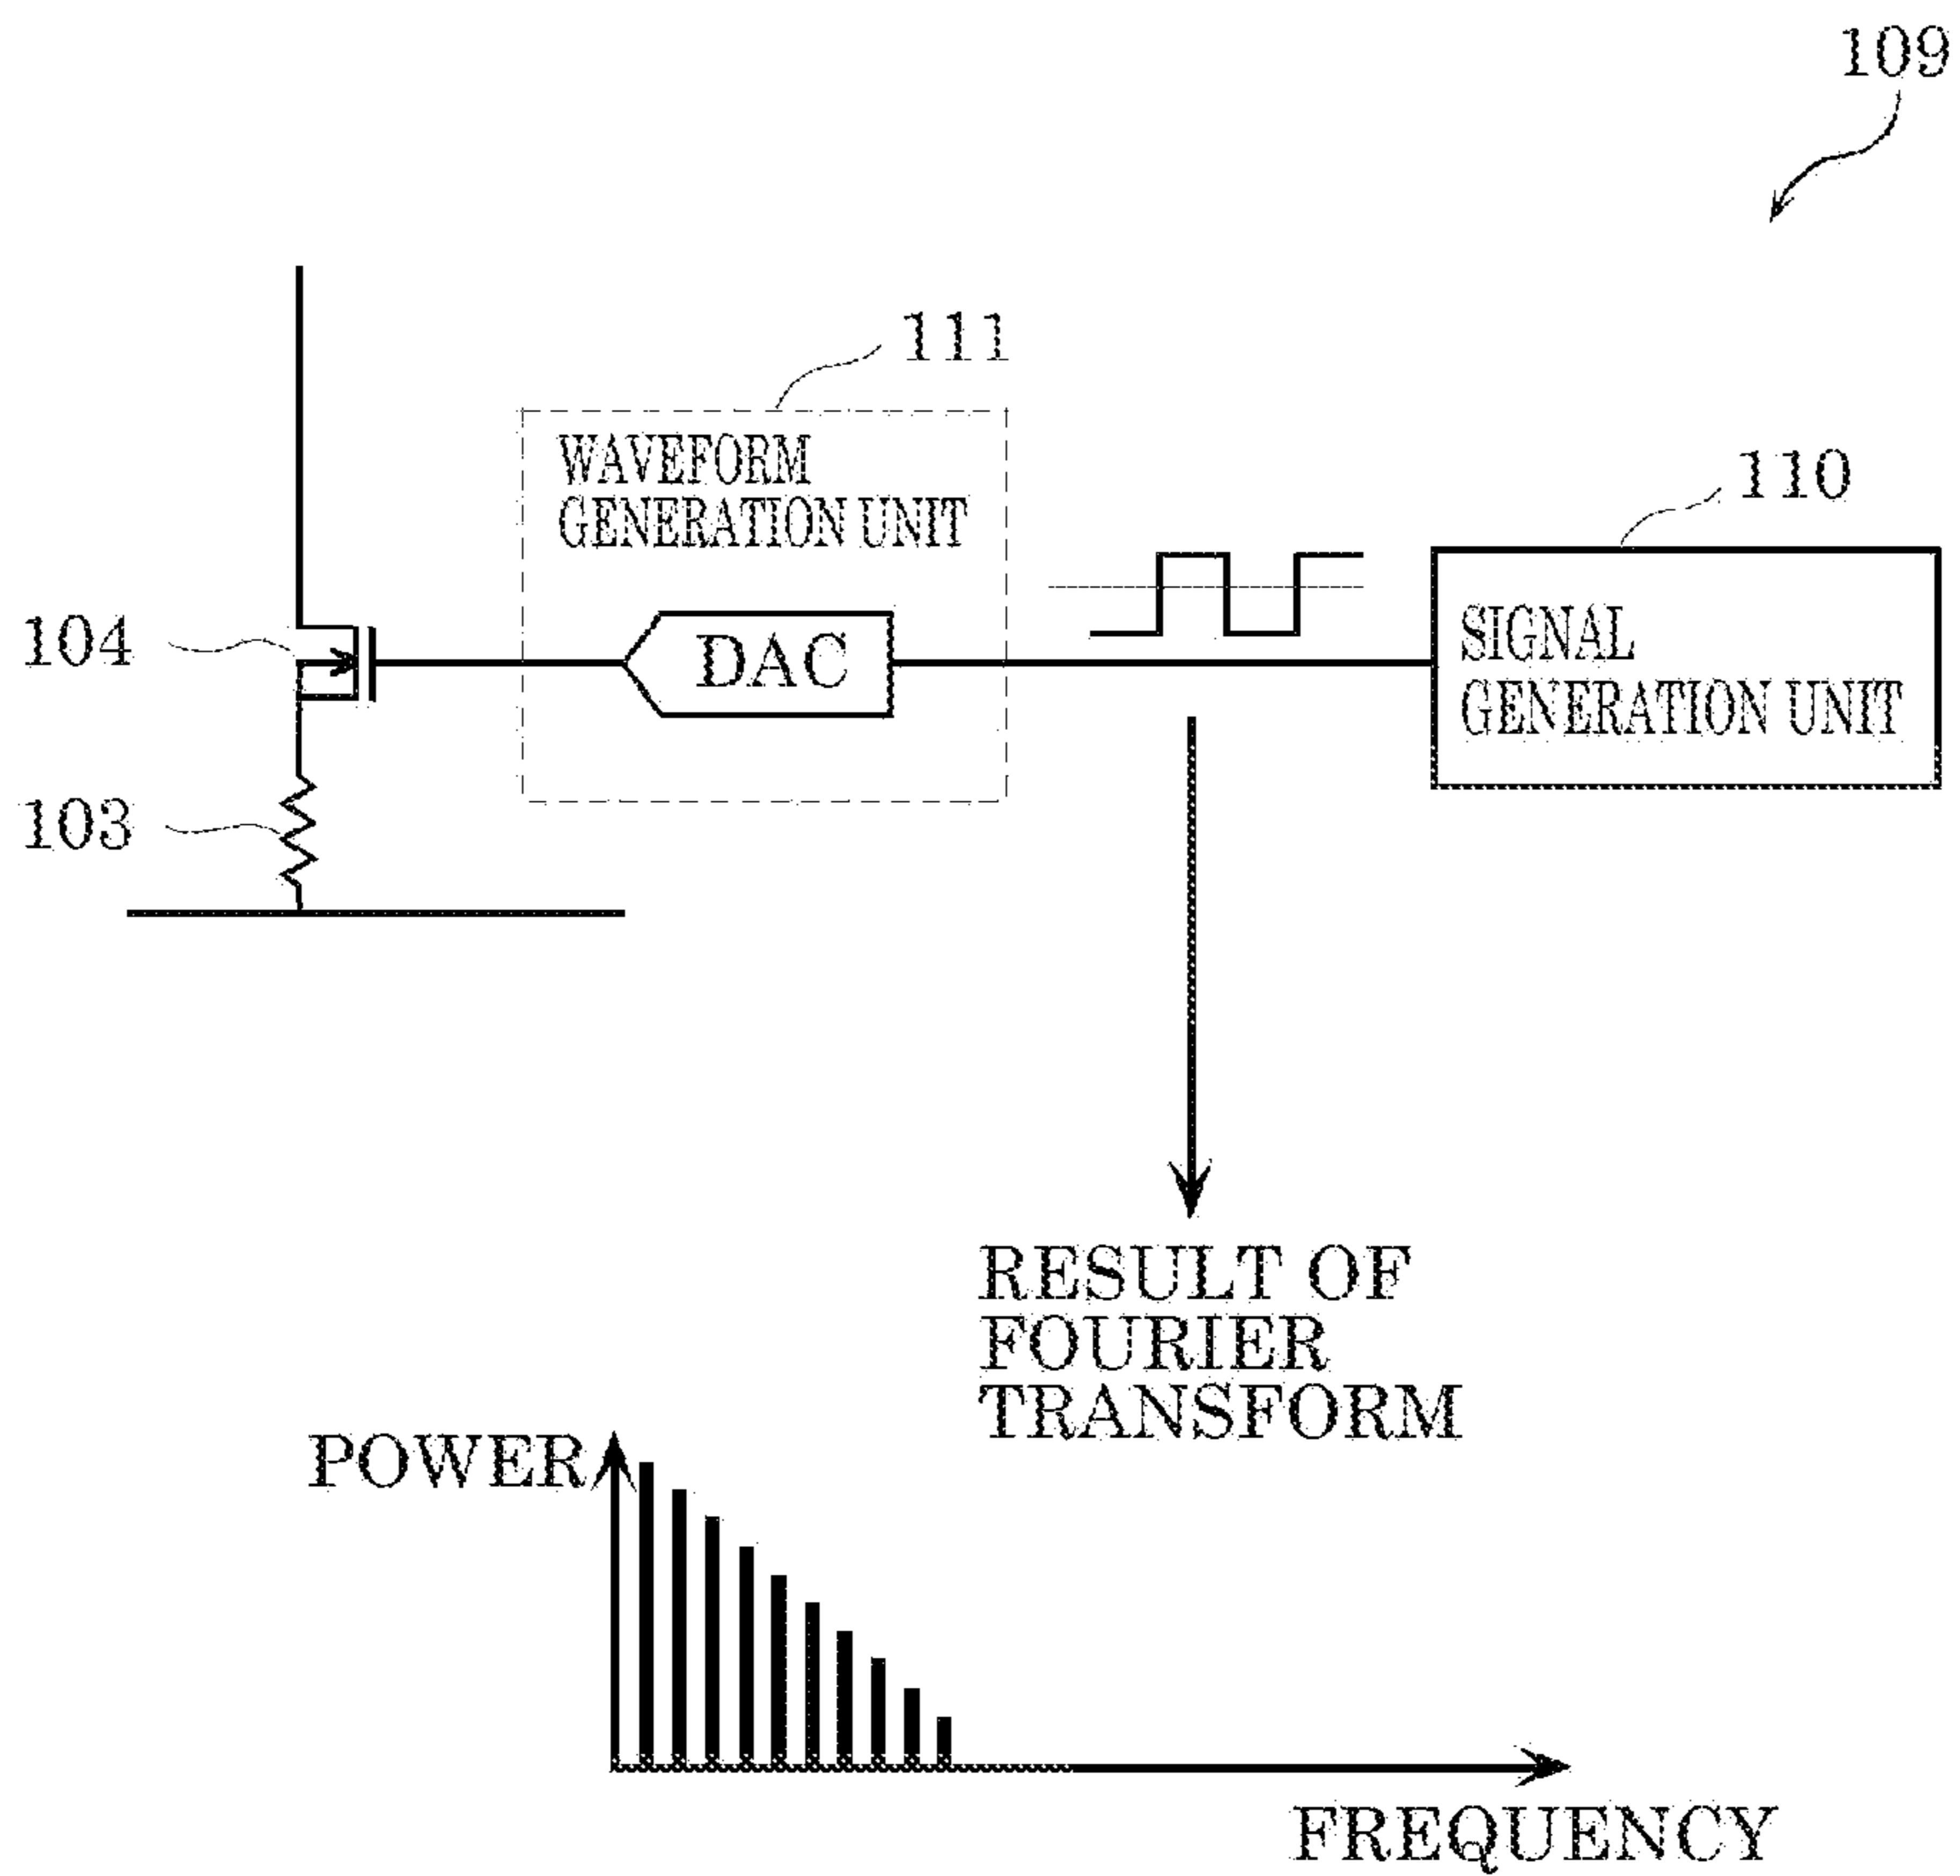 109
111
WAVEFORM
GENERATION UNIT
110
104
DAC
SIGNAL
GENERATION UNIT
103
RESULT OF
FOURIER
TRANSFORM
POWER
FREQUENCY